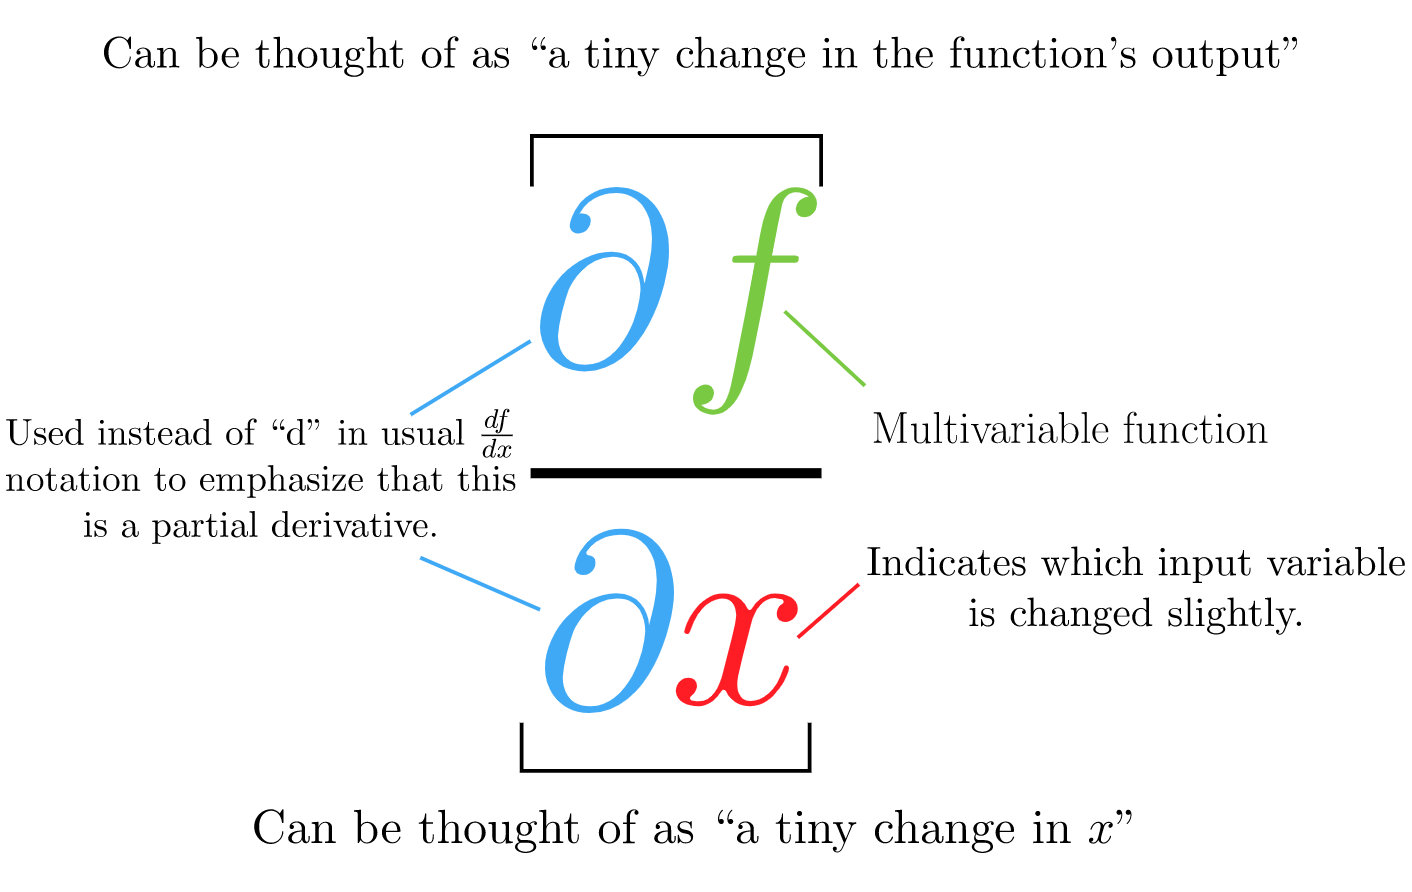 Can be thought of as “a tiny change in the function’s output”
∂ f
Used instead of “d” in usual df/dx
notation to emphasize that this
is a partial derivative.
Multivariable function
∂x
Indicates which input variable
is changed slightly.
Can be thought of as “a tiny change in x”